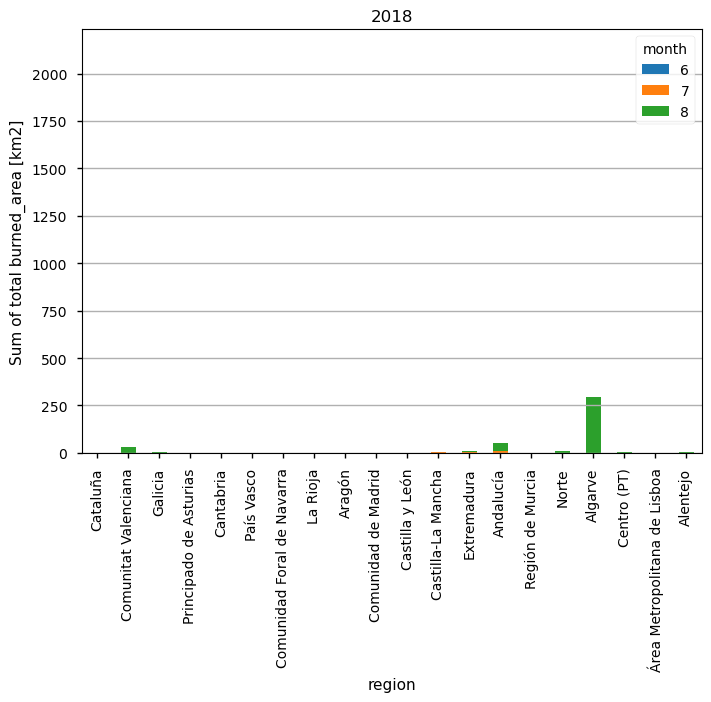 2018
month
6
7
8
Sum of total burned_area [km2]
2000
1750
1500
1250
1000
750
500
250
0
Cataluña
Comunitat Valenciana
Galicia
Principado de Asturias
Cantabria
País Vasco
Comunidad Foral de Navarra
La Rioja
Aragón
Comunidad de Madrid
Castilla y León
Castilla-La Mancha
Extremadura
Andalucía
Región de Murcia
Norte
Algarve
Centro (PT)
Área Metropolitana de Lisboa
Alentejo
region